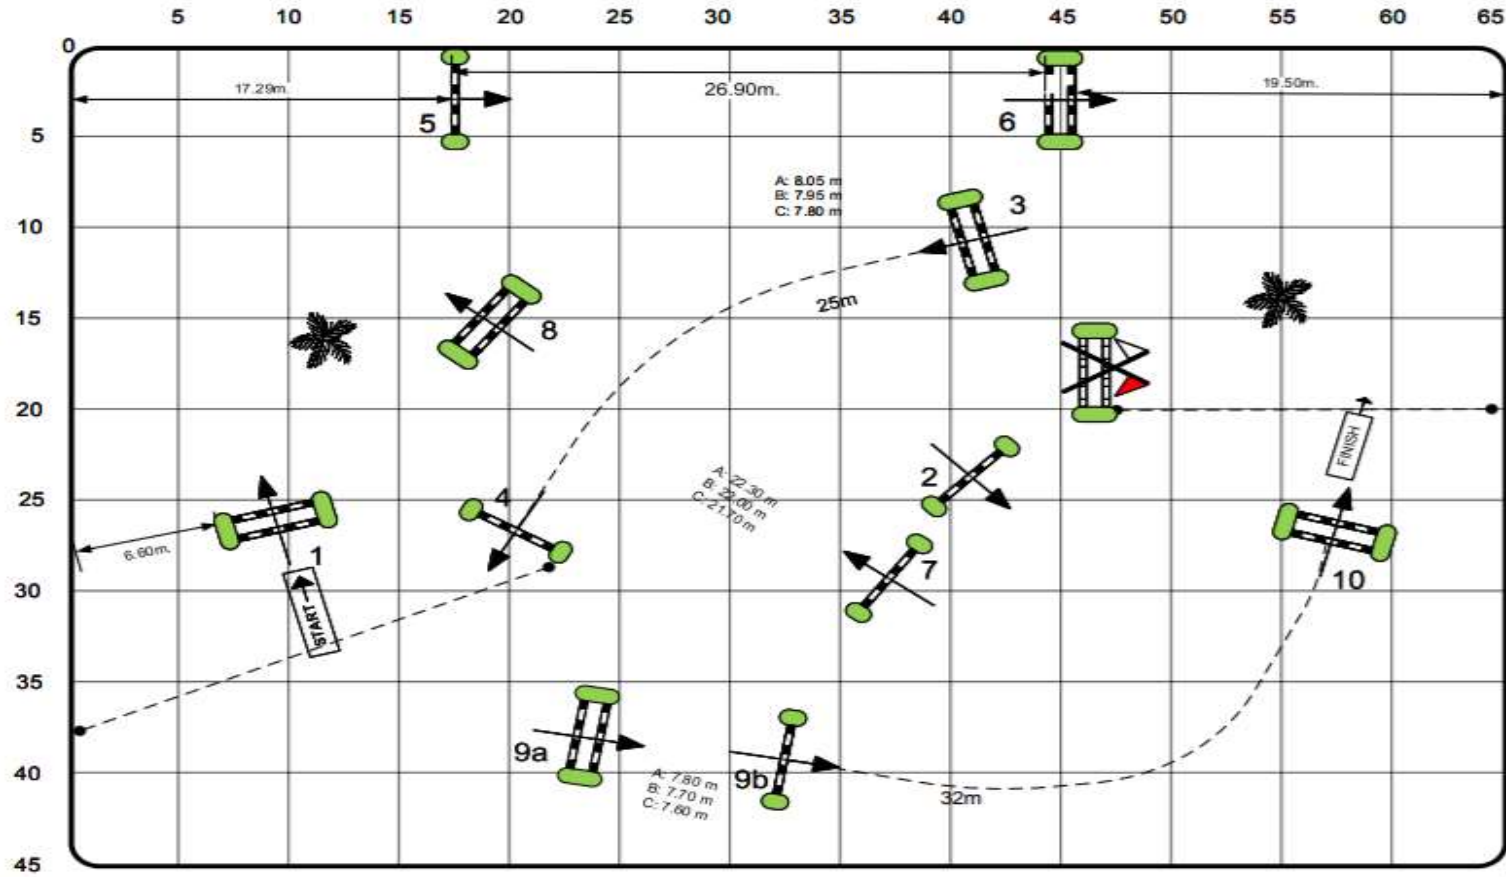 5 10 15 20 25 30 35 40 45 50 55 60 65
0
17.29m.
26.90m.
19.50m.
5
6
5
A: 8.05 m
B: 7.95 m
C: 7.80 m
3
10
25m
8
15
20
FINISH
2
A: 22.30 m
B: 22.00 m
C: 21.70 m
4
25
6.60m.
1
7
10
START
30
35
9a
A: 7.80 m
B: 7.70 m
C: 7.60 m
9b
32m
40
45